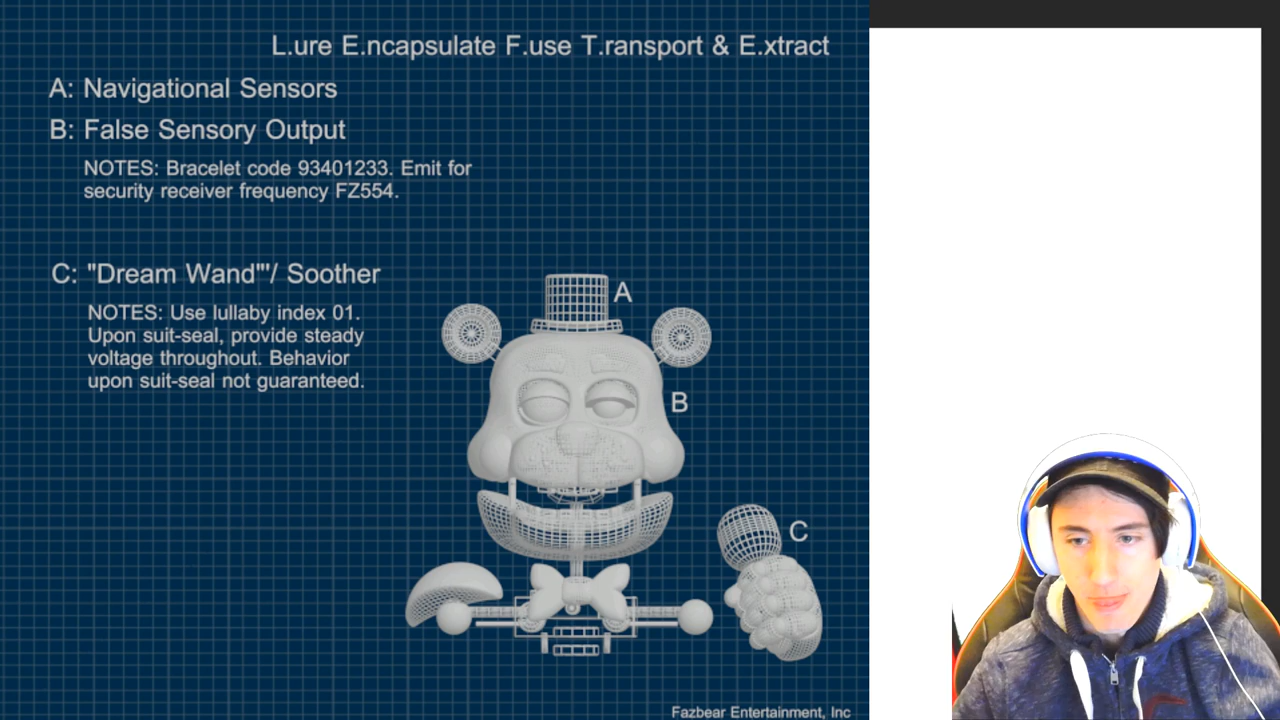 L.ure E.ncapsulate F.use T.ransport & E.xtract
A: Navigational Sensors
B: False Sensory Output
NOTES: Bracelet code 93401233. Emit for
security receiver frequency FZ554.
C: "Dream Wand"'/ Soother
NOTES: Use lullaby index 01.
Upon suit-seal, provide steady
voltage throughout. Behavior
upon suit-seal not guaranteed.
A
B
C
Fazbear Entertainment, Inc